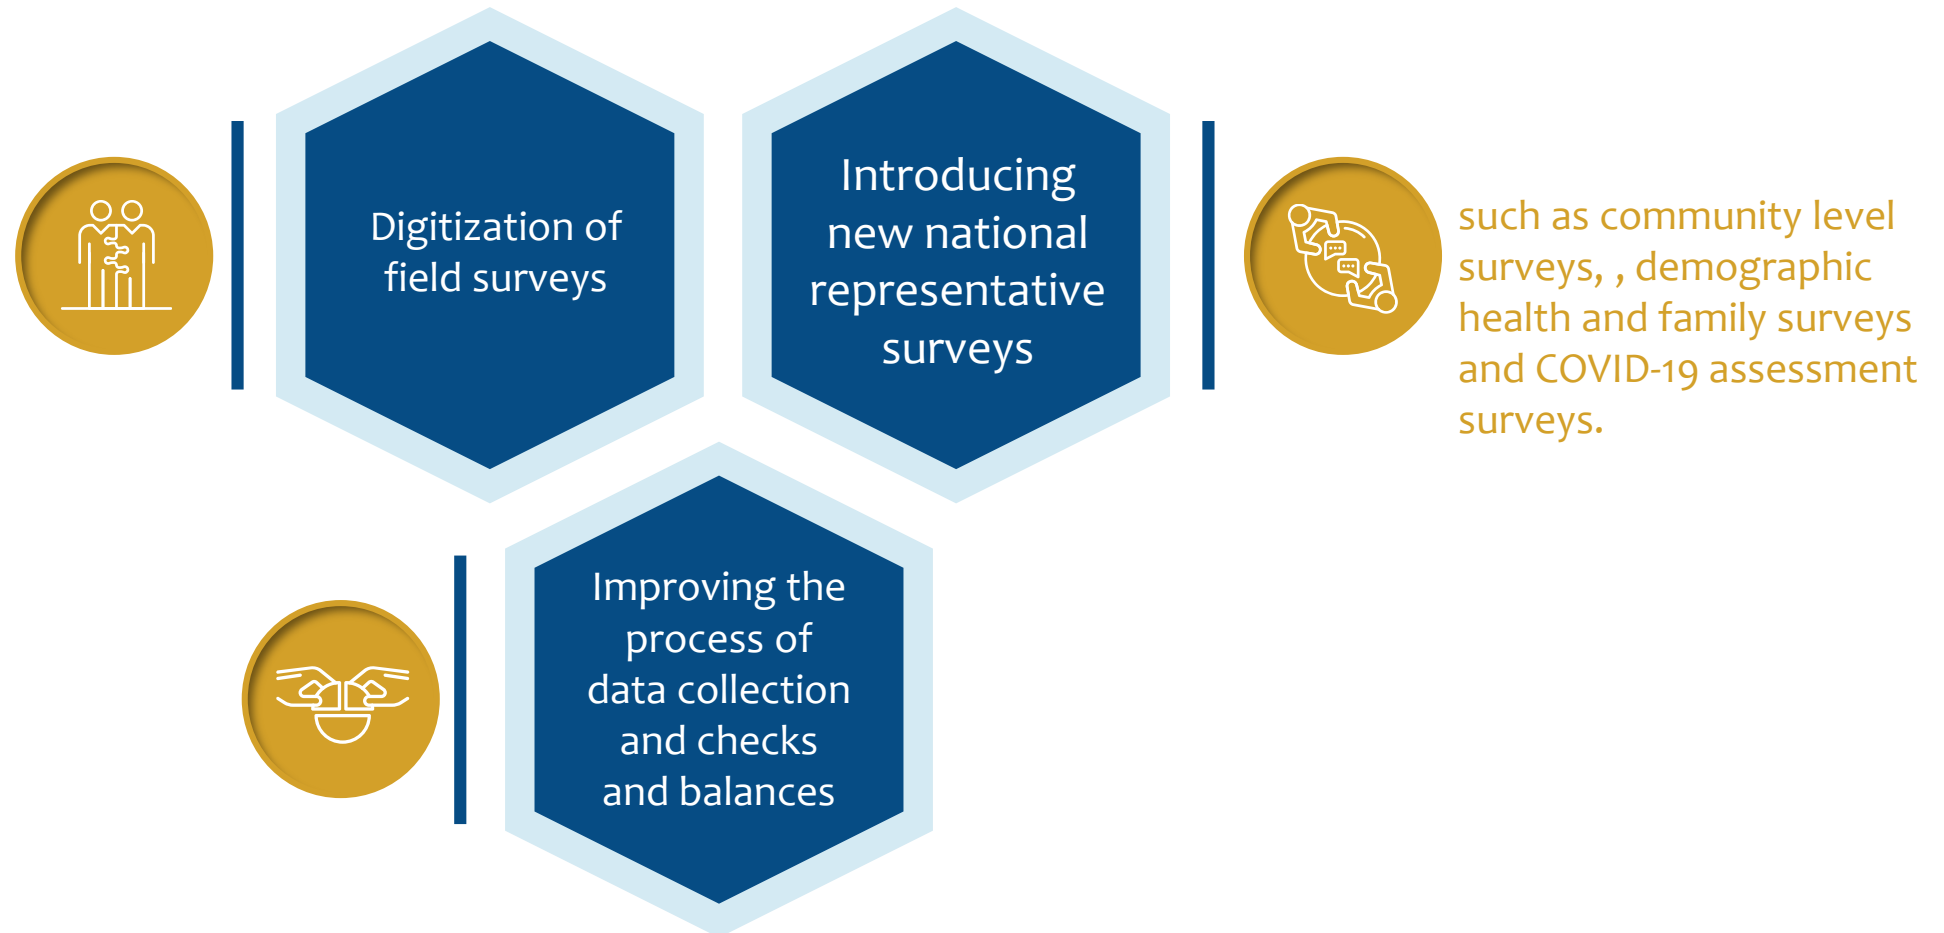 Digitization of
field surveys
Introducing
new national
representative
surveys
such as community level
surveys, , demographic
health and family surveys
and COVID-19 assessment
surveys.
Improving the
process of
data collection
and checks
and balances